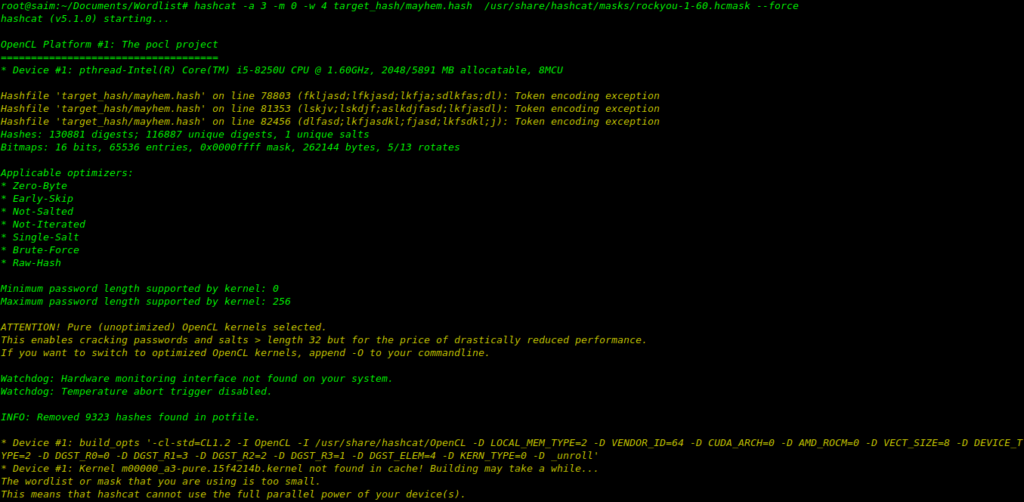 root@saim:~/Documents/Wordlist# hashcat -a 3 -m 0 -w 4 target_hash/mayhem.hash  /usr/share/hashcat/masks/rockyou-1-60.hcmask --force
hashcat (v5.1.0) starting...
OpenCL Platform #1: The pocl project
====================================
* Device #1: pthread-Intel(R) Core(TM) i5-8250U CPU @ 1.60GHz, 2048/5891 MB allocatable, 8MCU
Hashfile 'target_hash/mayhem.hash' on line 78803 (fkljasd;lfkjasd;lkfja;sdlkfas;dl): Token encoding exception
Hashfile 'target_hash/mayhem.hash' on line 81353 (lskjv;lskdjf;aslkdjfasd;lkfjasdl): Token encoding exception
Hashfile 'target_hash/mayhem.hash' on line 82456 (dlfasd;lkfjasdkl;fjasd;lkfsdkl;j): Token encoding exception
Hashes: 130881 digests; 116887 unique digests, 1 unique salts
Bitmaps: 16 bits, 65536 entries, 0x0000ffff mask, 262144 bytes, 5/13 rotates
Applicable optimizers:
* Zero-Byte
* Early-Skip
* Not-Salted
* Not-Iterated
* Single-Salt
* Brute-Force
* Raw-Hash
Minimum password length supported by kernel: 0
Maximum password length supported by kernel: 256
ATTENTION! Pure (unoptimized) OpenCL kernels selected.
This enables cracking passwords and salts > length 32 but for the price of drastically reduced performance.
If you want to switch to optimized OpenCL kernels, append -O to your commandline.
Watchdog: Hardware monitoring interface not found on your system.
Watchdog: Temperature abort trigger disabled.
INFO: Removed 9323 hashes found in potfile.
* Device #1: build_opts '-cl-std=CL1.2 -I OpenCL -I /usr/share/hashcat/OpenCL -D LOCAL_MEM_TYPE=2 -D VENDOR_ID=64 -D CUDA_ARCH=0 -D AMD_ROCM=0 -D VECT_SIZE=8 -D DEVICE_T
YPE=2 -D DGST_R0=0 -D DGST_R1=3 -D DGST_R2=2 -D DGST_R3=1 -D DGST_ELEM=4 -D KERN_TYPE=0 -D _unroll'
* Device #1: Kernel m00000_a3-pure.15f4214b.kernel not found in cache! Building may take a while...
The wordlist or mask that you are using is too small.
This means that hashcat cannot use the full parallel power of your device(s).